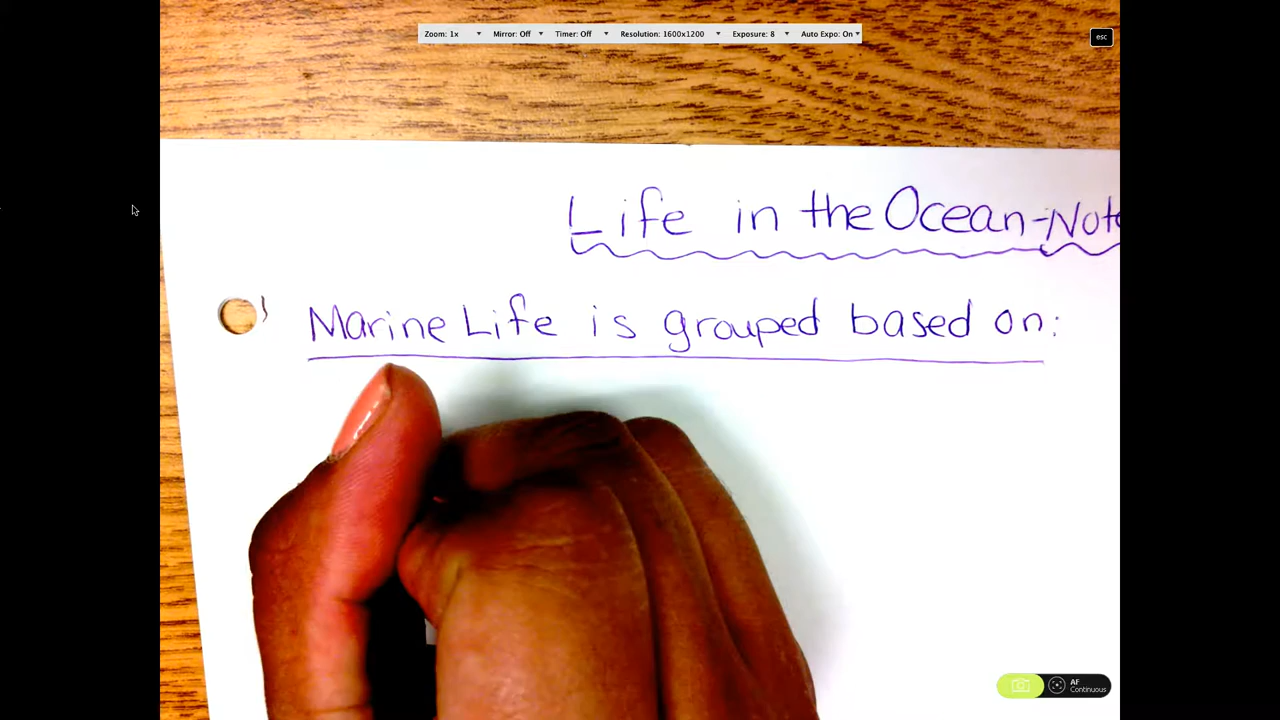 Zoom: 1x Mirror: Off Timer: Off Resolution: 1600x1200 Exposure: 8 Auto Expo: On
esc
Life in the Ocean-Note
Marine Life is grouped based on:
AF
Continuous